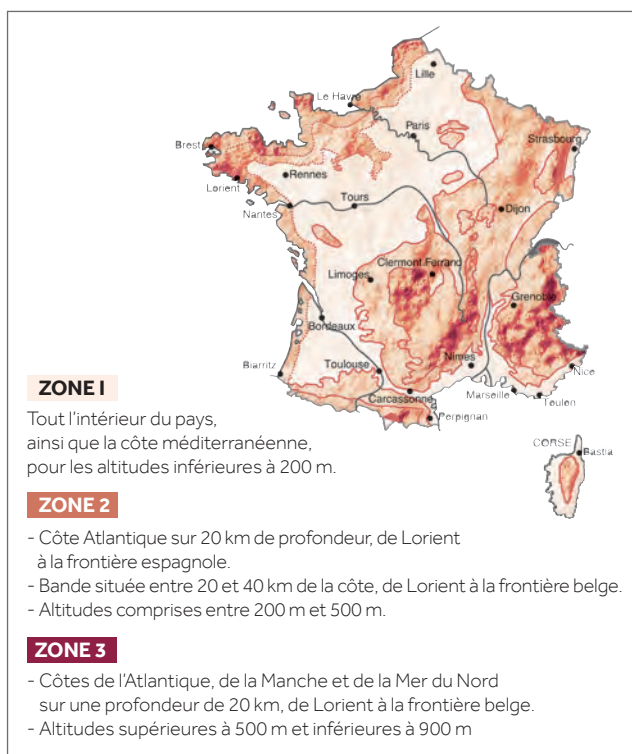 Lille
Le Havre
Paris
Strasbourg
Brest
Rennes
Lorient
Tours
Nantes
Dijon
Clermont.Ferrand
Limoges
Grenoble
Bordeaux
Biarritz
Toulouse
Nimes
Nice
Carcassonne
Marseille
Toulon
Perpignan
CORSE
Bastia
ZONE I
Tout l'intérieur du pays,
ainsi que la côte méditerranéenne,
pour les altitudes inférieures à 200 m.
ZONE 2
- Côte Atlantique sur 20 km de profondeur, de Lorient
à la frontière espagnole.
- Bande située entre 20 et 40 km de la côte, de Lorient à la frontière belge.
- Altitudes comprises entre 200 m et 500 m.
ZONE 3
- Côtes de l'Atlantique, de la Manche et de la Mer du Nord
sur une profondeur de 20 km, de Lorient à la frontière belge.
- Altitudes supérieures à 500 m et inférieures à 900 m